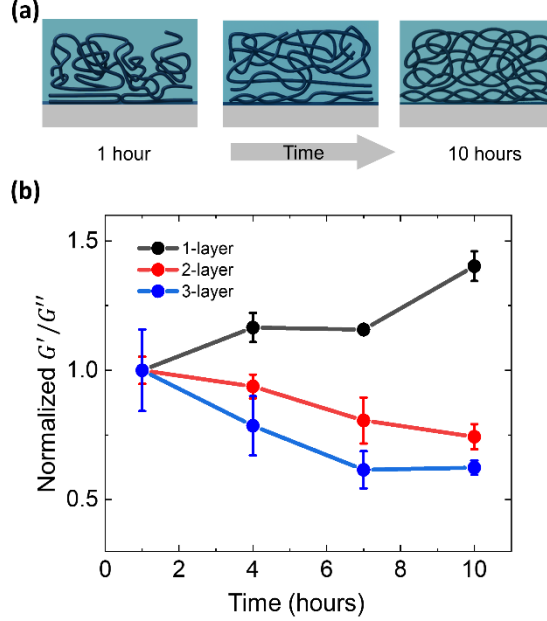 (a)
1 hour
Time
10 hours
(b)
1-layer
2-layer
3-layer
Normalized G′/G″
1.5
1.0
0.5
0 2 4 6 8 10
Time (hours)